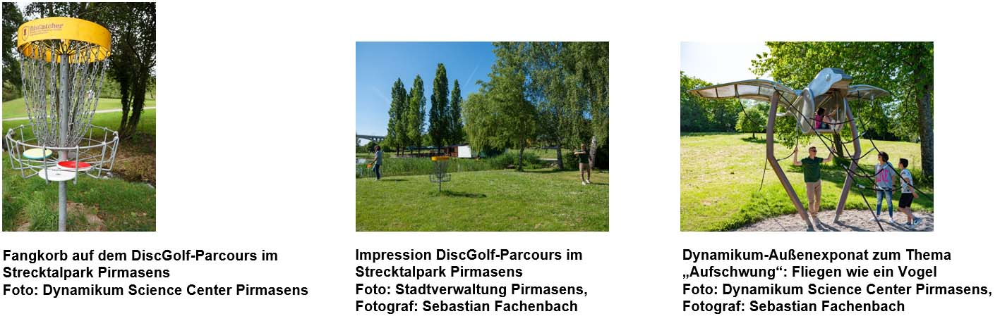 DisCatcher
Fangkorb auf dem DiscGolf-Parcours im
Strecktalpark Pirmasens
Foto: Dynamikum Science Center Pirmasens
Impression DiscGolf-Parcours im
Strecktalpark Pirmasens
Foto: Stadtverwaltung Pirmasens,
Fotograf: Sebastian Fachenbach
Dynamikum-Außenexponat zum Thema
„Aufschwung“: Fliegen wie ein Vogel
Foto: Dynamikum Science Center Pirmasens,
Fotograf: Sebastian Fachenbach